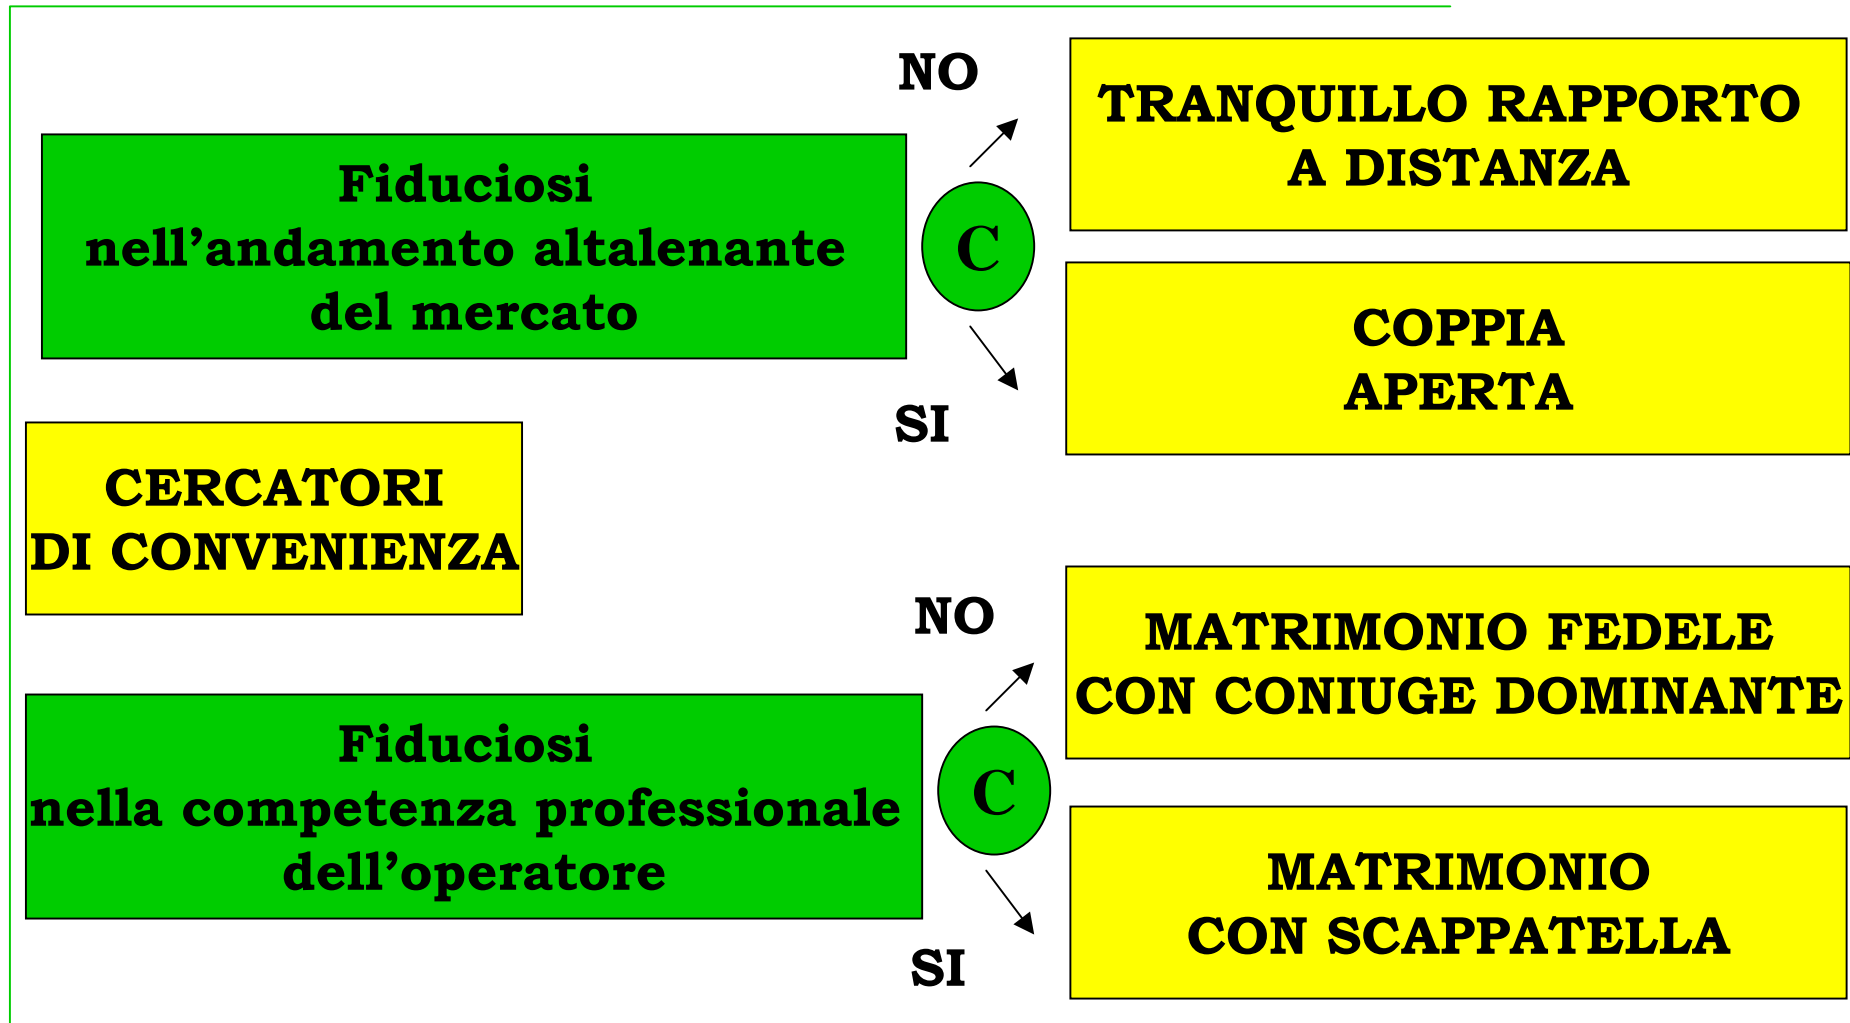 NO
TRANQUILLO RAPPORTO
A DISTANZA
Fiduciosi
nell’andamento altalenante
del mercato
C
COPPIA
APERTA
SI
CERCATORI
DI CONVENIENZA
NO
MATRIMONIO FEDELE
CON CONIUGE DOMINANTE
Fiduciosi
nella competenza professionale
dell’operatore
C
MATRIMONIO
CON SCAPPATELLA
SI